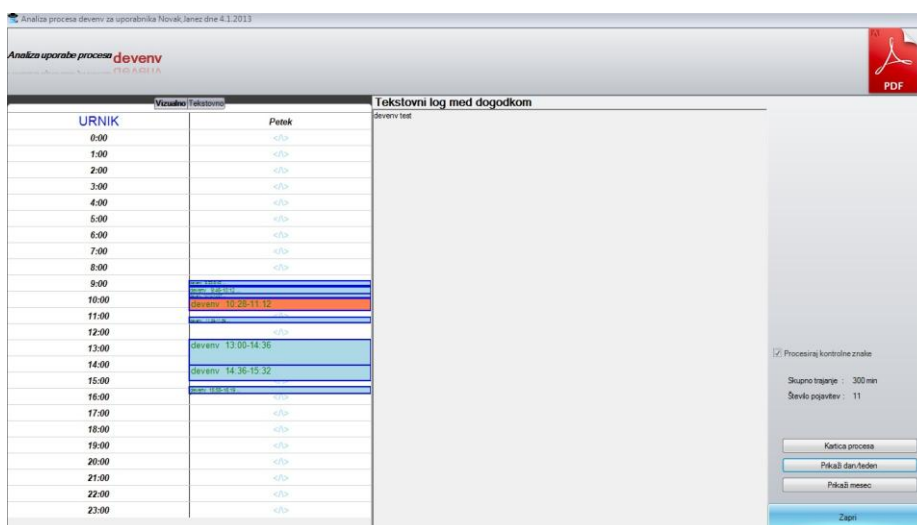 Analiza procesa devenv za uporabnika Novak,Janez dne 4.1.2013
Analiza uporabe procesa devenv
PDF
Vizualno Tekstovno
URNIK Petek
0:00 </\>
1:00 </\>
2:00 </\>
3:00 </\>
4:00 </\>
5:00 </\>
6:00 </\>
7:00 </\>
8:00 </\>
9:00
10:00
devenv 10:28-11:12
11:00
12:00 </\>
13:00 devenv 13:00-14:36
14:00
devenv 14:36-15:32
15:00
16:00 </\>
17:00 </\>
18:00 </\>
19:00 </\>
20:00 </\>
21:00 </\>
22:00 </\>
23:00 </\>
Tekstovni log med dogodkom
devenv test
Procesiraj kontrolne znake
Skupno trajanje : 300 min
Število pojavitev : 11
Kartica procesa
Prikaži dan/teden
Prikaži mesec
Zapri